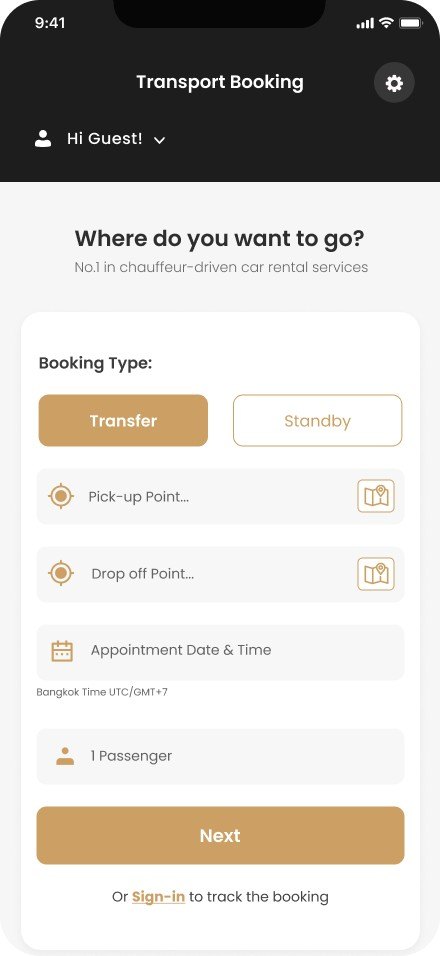 9:41
Transport Booking
Hi Guest!
Where do you want to go?
No.1 in chauffeur-driven car rental services
Booking Type:
Transfer
Standby
Pick-up Point...
Drop off Point...
Appointment Date & Time
Bangkok Time UTC/GMT+7
1 Passenger
Next
Or Sign-in to track the booking